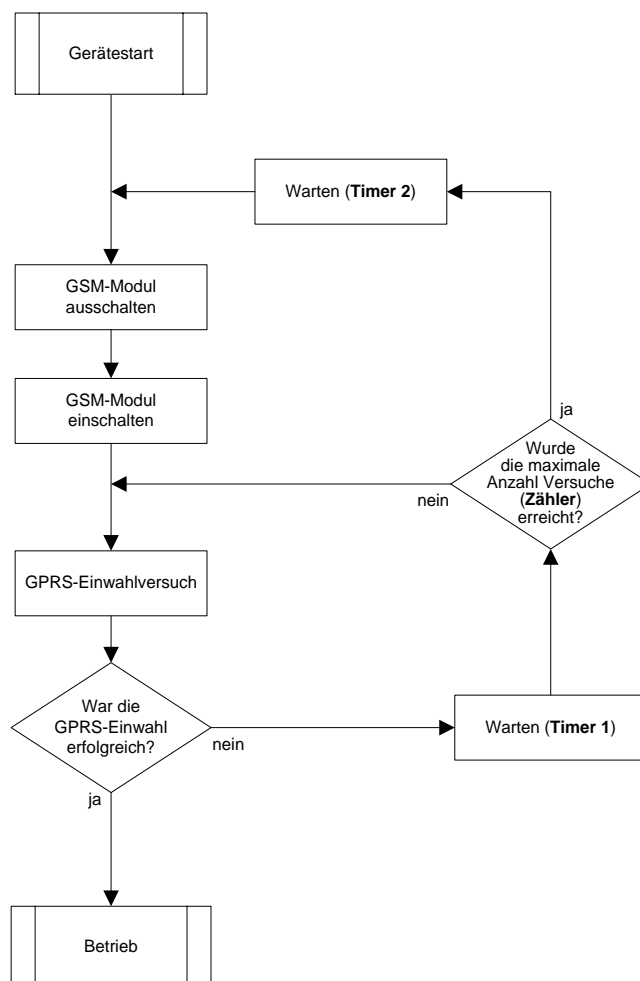 Gerätestart
Warten (Timer 2)
GSM-Modul
ausschalten
GSM-Modul
einschalten
ja
Wurde
die maximale
Anzahl Versuche
(Zähler)
erreicht?
nein
GPRS-Einwahlversuch
War die
GPRS-Einwahl
erfolgreich?
nein
Warten (Timer 1)
ja
Betrieb